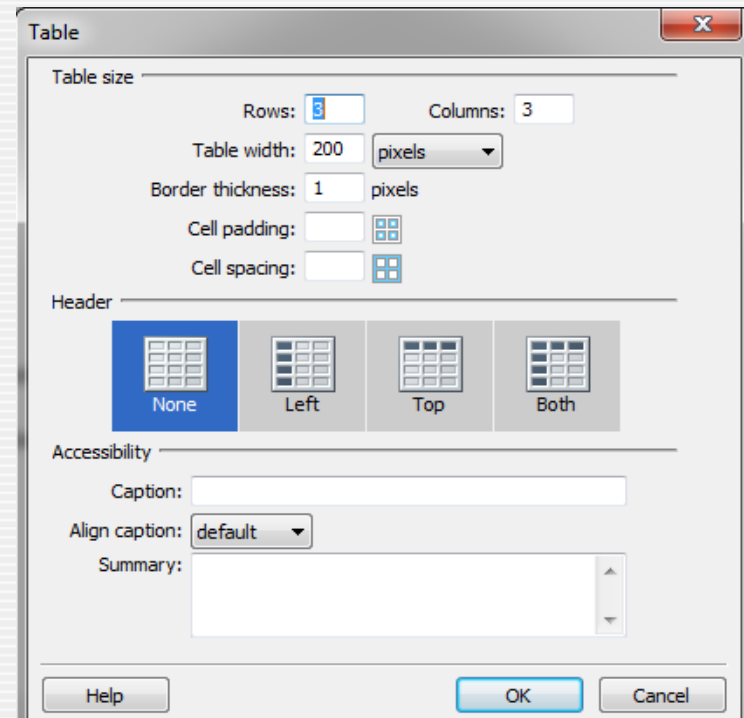 Table
Table size
Rows: 3 Columns: 3
Table width: 200 pixels
Border thickness: 1 pixels
Cell padding:
Cell spacing:
Header
None Left Top Both
Accessibility
Caption:
Align caption: default
Summary:
Help OK Cancel